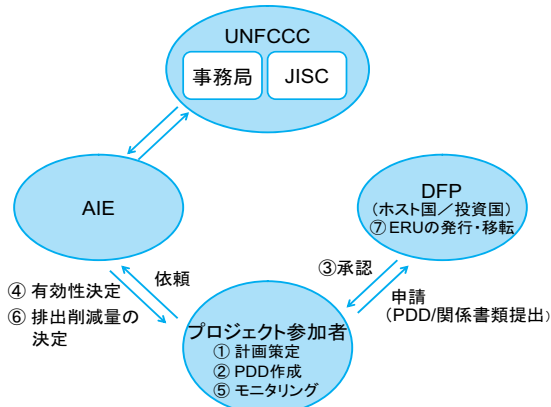 UNFCCC
事務局
JISC
AIE
DFP
(ホスト国／投資国)
⑦ERUの発行・移転
③承認
依頼
④ 有効性決定
⑥ 排出削減量の
決定
申請
(PDD/関係書類提出)
プロジェクト参加者
① 計画策定
② PDD作成
⑤ モニタリング